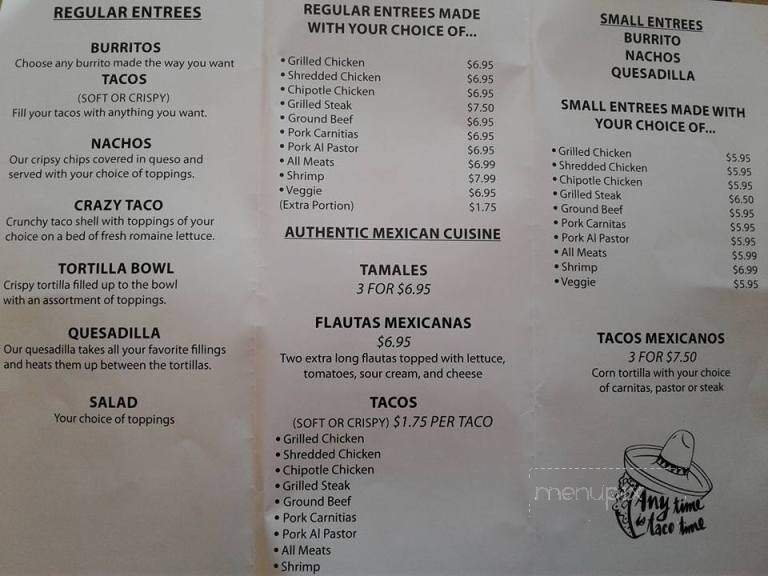 REGULAR ENTREES
BURRITOS
Choose any burrito made the way you want
TACOS
(SOFT OR CRISPY)
Fill your tacos with anything you want.
NACHOS
Our cripsy chips covered in queso and
served with your choice of toppings.
CRAZY TACO
Crunchy taco shell with toppings of your
choice on a bed of fresh romaine lettuce.
TORTILLA BOWL
Crispy tortilla filled up to the bowl
with an assortment of toppings.
QUESADILLA
Our quesadilla takes all your favorite fillings
and heats them up between the tortillas.
SALAD
Your choice of toppings
REGULAR ENTREES MADE
WITH YOUR CHOICE OF...
• Grilled Chicken $6.95
• Shredded Chicken $6.95
• Chipotle Chicken $6.95
• Grilled Steak $7.50
• Ground Beef $6.95
• Pork Carnitias $6.95
• Pork Al Pastor $6.95
• All Meats $6.99
• Shrimp $7.99
• Veggie $6.95
(Extra Portion) $1.75
AUTHENTIC MEXICAN CUISINE
TAMALES
3 FOR $6.95
FLAUTAS MEXICANAS
$6.95
Two extra long flautas topped with lettuce,
tomatoes, sour cream, and cheese
TACOS
(SOFT OR CRISPY) $1.75 PER TACO
• Grilled Chicken
• Shredded Chicken
• Chipotle Chicken
• Grilled Steak
• Ground Beef
• Pork Carnitias
• Pork Al Pastor
• All Meats
• Shrimp
SMALL ENTREES
BURRITO
NACHOS
QUESADILLA
SMALL ENTREES MADE WITH
YOUR CHOICE OF...
• Grilled Chicken $5.95
• Shredded Chicken $5.95
• Chipotle Chicken $5.95
• Grilled Steak $6.50
• Ground Beef $5.95
• Pork Carnitas $5.95
• Pork Al Pastor $5.95
• All Meats $5.99
• Shrimp $6.99
• Veggie $5.95
TACOS MEXICANOS
3 FOR $7.50
Corn tortilla with your choice
of carnitas, pastor or steak
menupix
Any time
is taco time